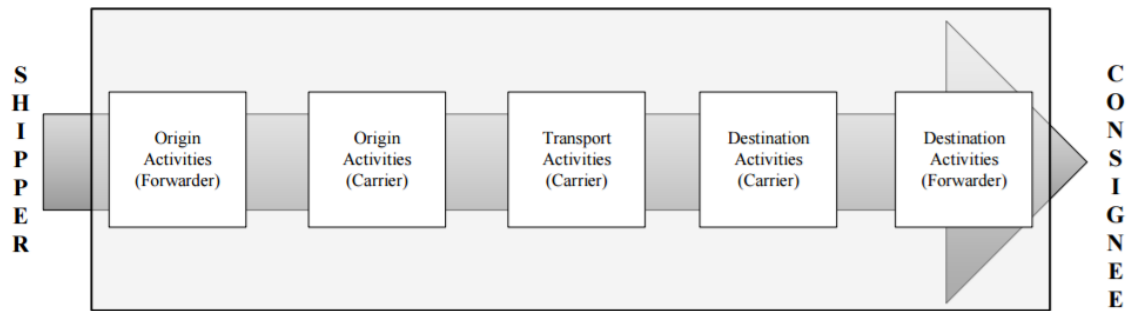 SHIPPER
Origin
Activities
(Forwarder)
Origin
Activities
(Carrier)
Transport
Activities
(Carrier)
Destination
Activities
(Carrier)
Destination
Activities
(Forwarder)
CONSIGNEE